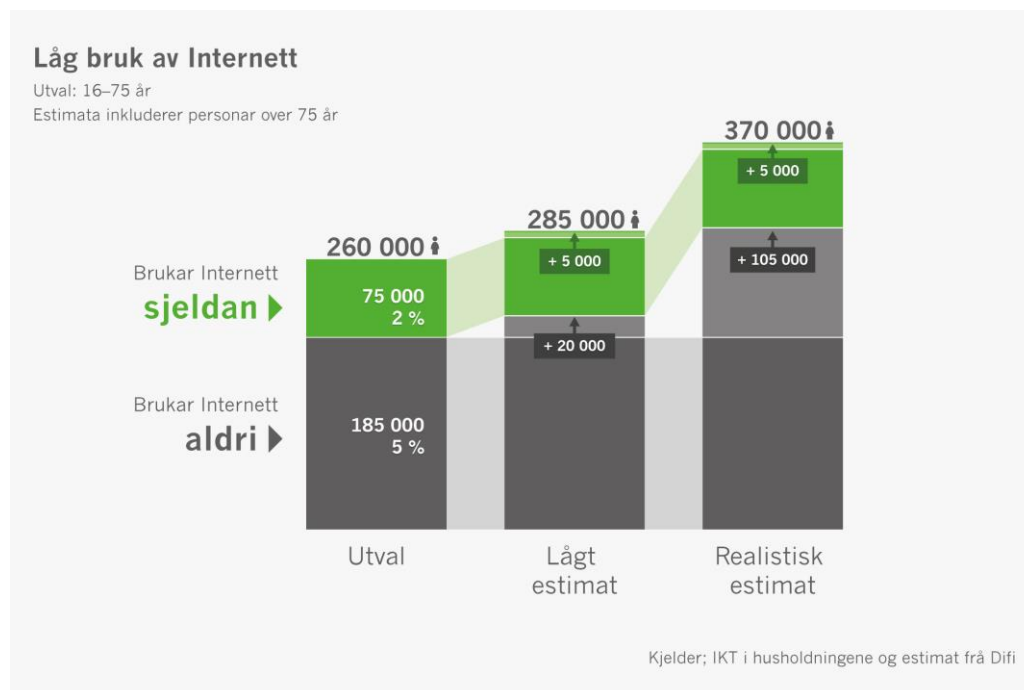 Låg bruk av Internett
Utval: 16–75 år
Estimata inkluderer personar over 75 år
370 000
+ 5 000
285 000
260 000
+ 5 000
+ 105 000
Brukar Internett
sjeldan
75 000
2 %
+ 20 000
Brukar Internett
aldri
185 000
5 %
Utval
Lågt
estimat
Realistisk
estimat
Kjelder; IKT i husholdningene og estimat frå Difi